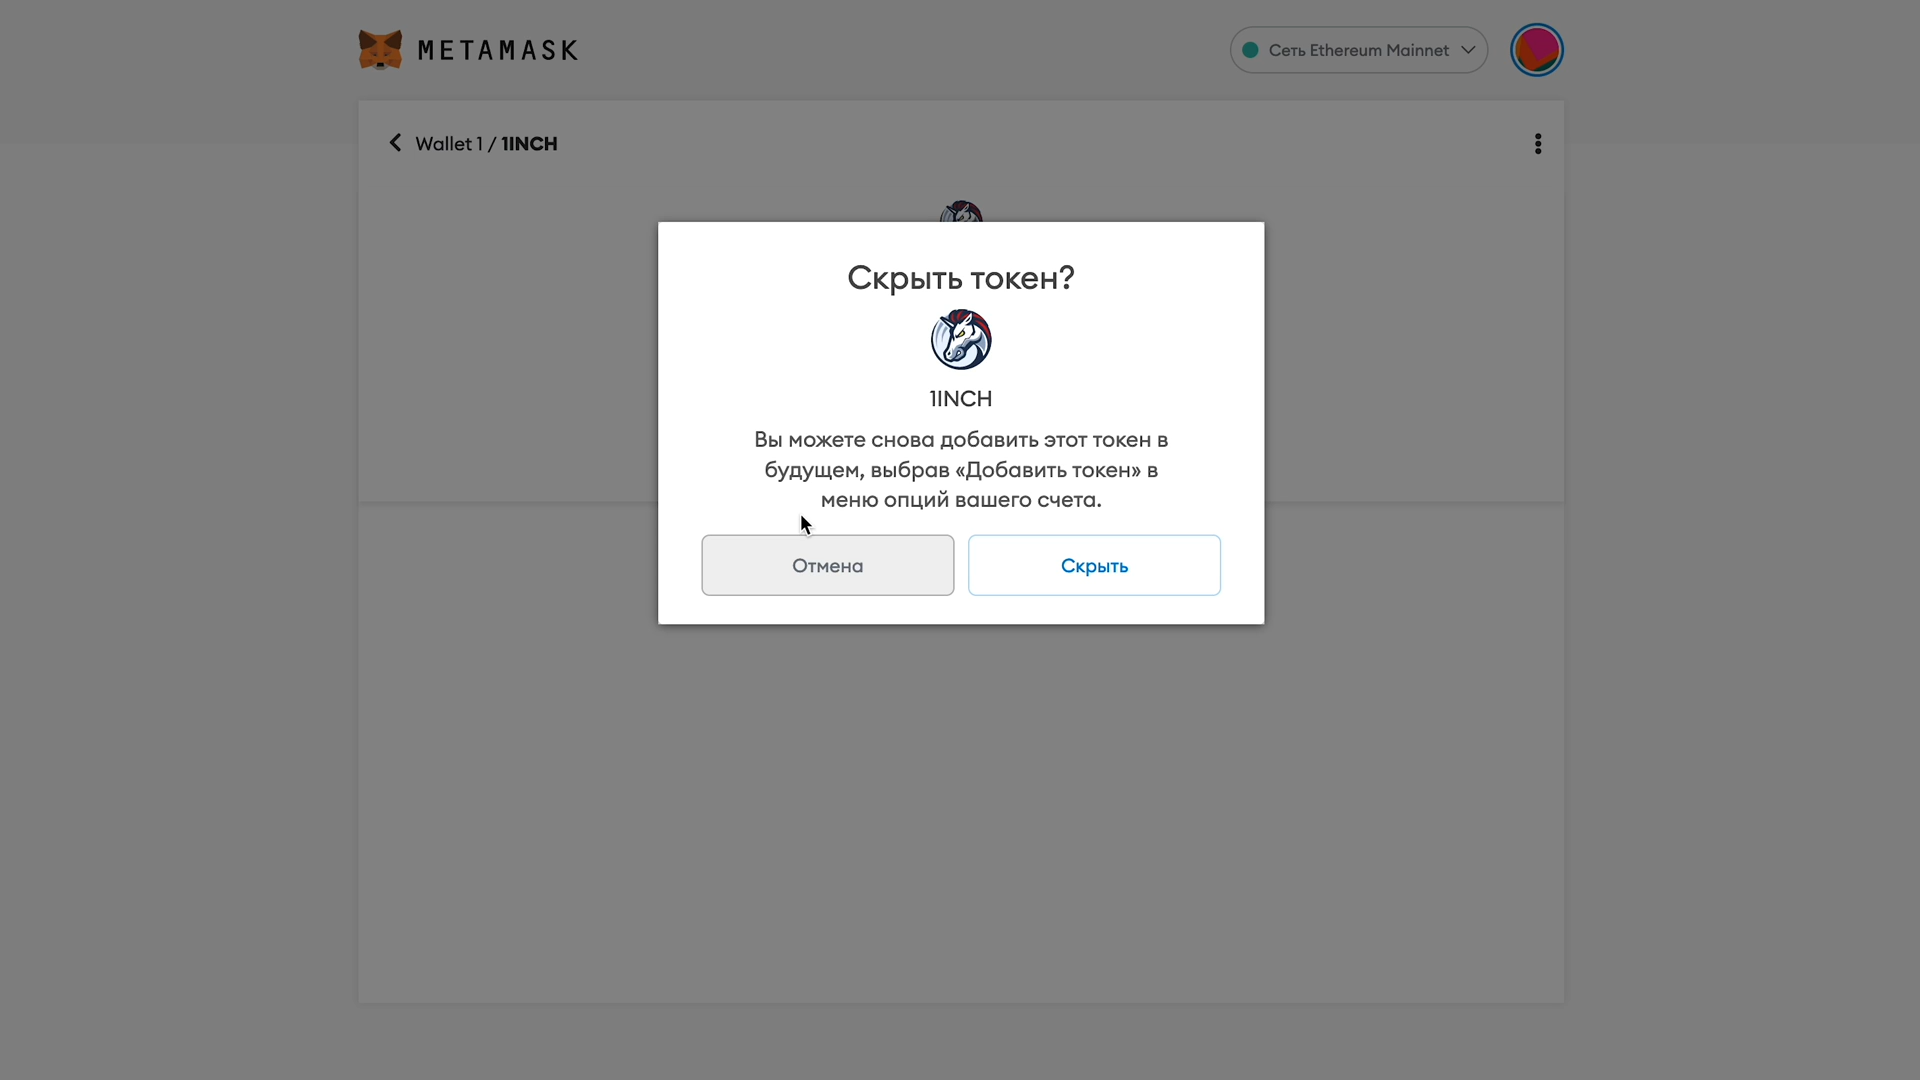 METAMASK
Сеть Ethereum Mainnet
Wallet 1 / 1INCH
Скрыть токен?
1INCH
Вы можете снова добавить этот токен в
будущем, выбрав «Добавить токен» в
меню опций вашего счета.
Отмена
Скрыть